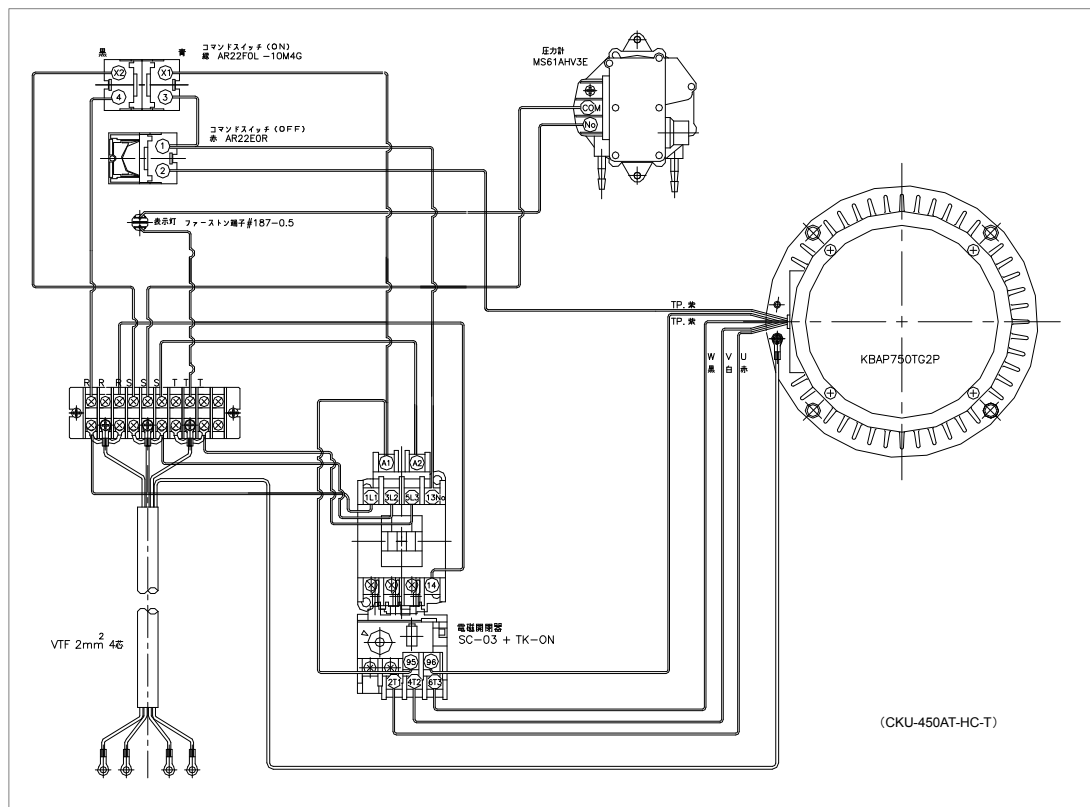 黒
青
コマンドスイッチ(ON)
緑 AR22F0L -10M4G
X2
X1
4
3
コマンドスイッチ(OFF)
赤 AR22E0R
1
2
表示灯 ファーストン端子#187-0.5
圧力計
MS61AHV3E
COM
No
KBAP750TG2P
TP.紫
TP.紫
W
黒
V
白
U
赤
R R R S S S T T T
A1
A2
1L1
3L2
5L3
13No
14
95
96
2T1
4T2
6T3
電磁開閉器
SC-03 + TK-ON
VTF 2mm2 4芯
(CKU-450AT-HC-T)